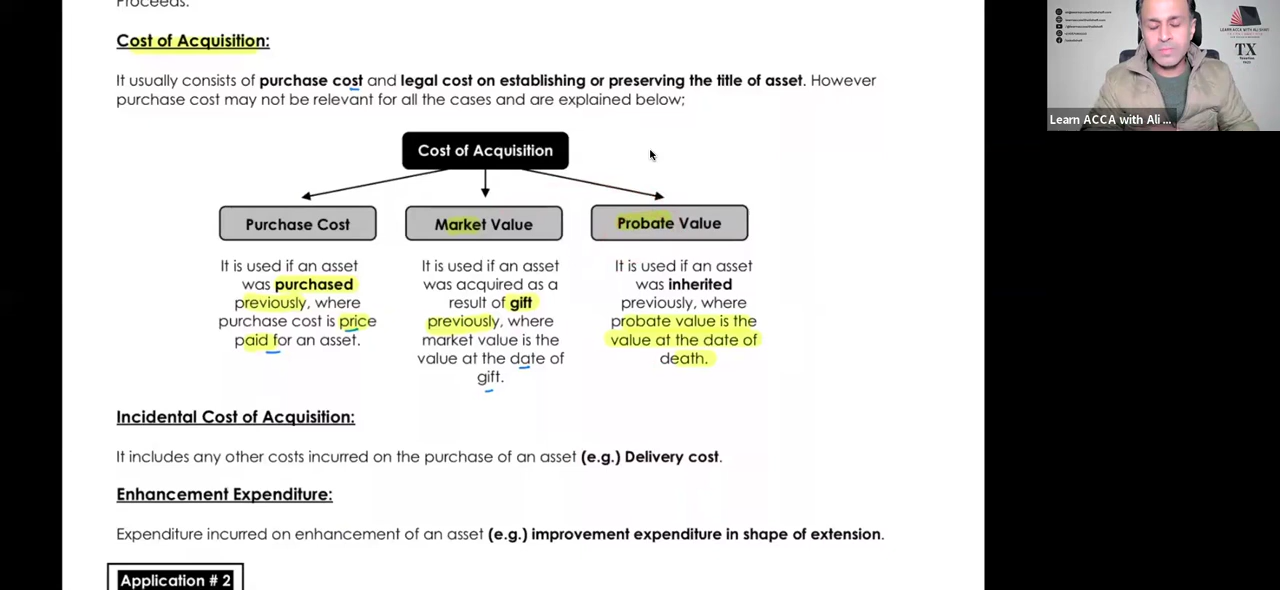 Proceeds.
Cost of Acquisition:
It usually consists of purchase cost and legal cost on establishing or preserving the title of asset. However
purchase cost may not be relevant for all the cases and are explained below;
Cost of Acquisition
Purchase Cost
Market Value
Probate Value
It is used if an asset
was purchased
previously, where
purchase cost is price
paid for an asset.
It is used if an asset
was acquired as a
result of gift
previously, where
market value is the
value at the date of
gift.
It is used if an asset
was inherited
previously, where
probate value is the
value at the date of
death.
Incidental Cost of Acquisition:
It includes any other costs incurred on the purchase of an asset (e.g.) Delivery cost.
Enhancement Expenditure:
Expenditure incurred on enhancement of an asset (e.g.) improvement expenditure in shape of extension.
Application # 2
LEARN ACCA WITH ALI
TX
Learn ACCA with Ali ...